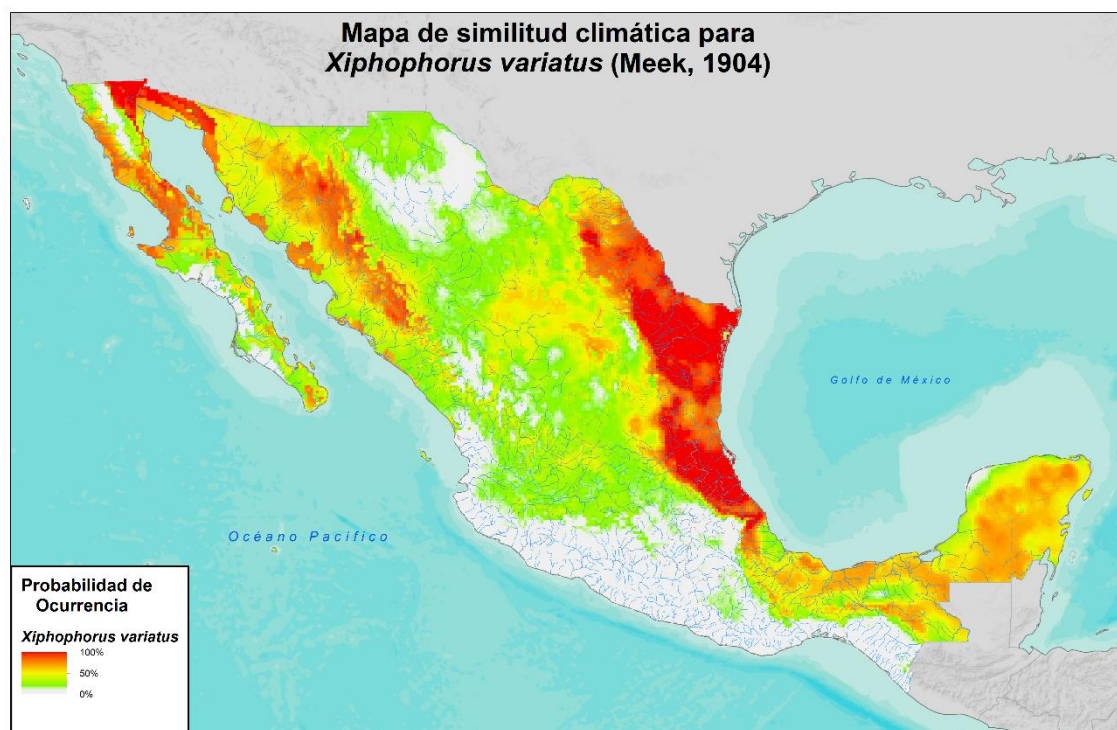 Mapa de similitud climática para
Xiphophorus variatus (Meek, 1904)
Golfo de México
Océano Pacifico
Probabilidad de
Ocurrencia
Xiphophorus variatus
100%
50%
0%